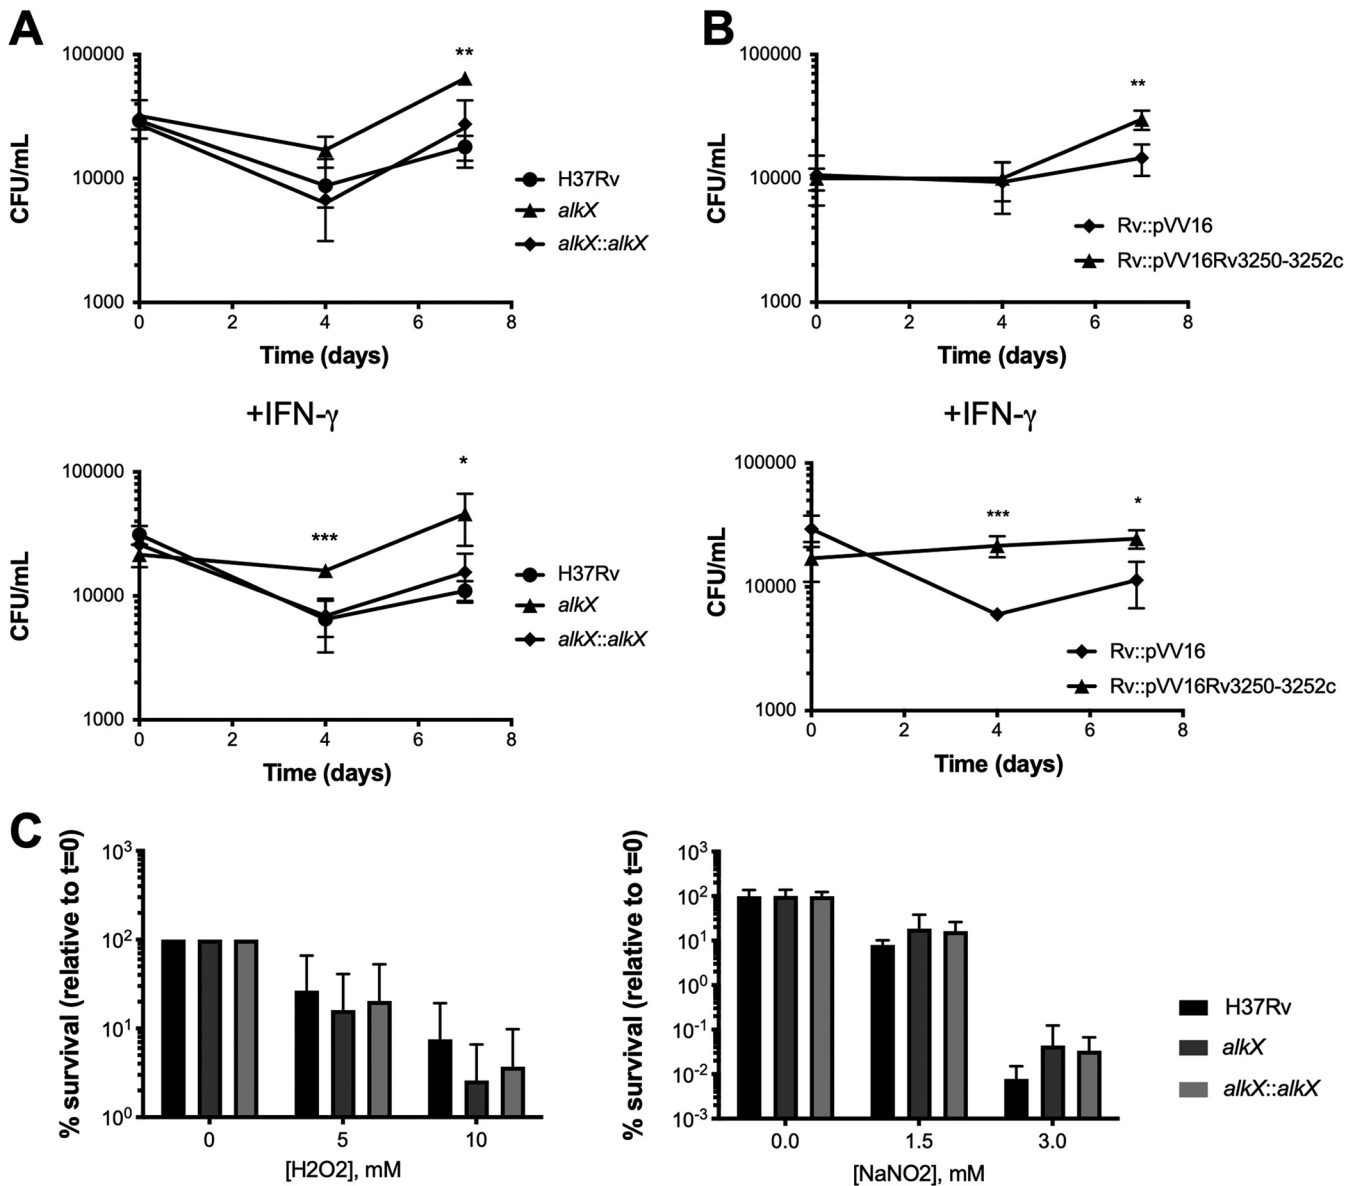 A
100000
10000
1000
CFU/mL
**
0 2 4 6 8
Time (days)
H37Rv
alkX
alkX::alkX
B
100000
10000
1000
CFU/mL
**
0 2 4 6 8
Time (days)
Rv::pVV16
Rv::pVV16Rv3250-3252c
+IFN-γ
100000
10000
1000
CFU/mL
***
*
0 2 4 6 8
Time (days)
H37Rv
alkX
alkX::alkX
+IFN-γ
100000
10000
1000
CFU/mL
***
*
0 2 4 6 8
Time (days)
Rv::pVV16
Rv::pVV16Rv3250-3252c
C
% survival (relative to t=0)
10³
10²
10¹
10⁰
0 5 10
[H2O2], mM
% survival (relative to t=0)
10³
10²
10¹
10⁰
10⁻¹
10⁻²
10⁻³
0.0 1.5 3.0
[NaNO2], mM
H37Rv
alkX
alkX::alkX